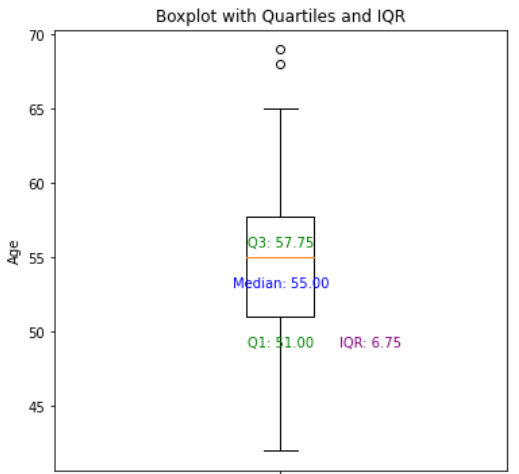 Boxplot with Quartiles and IQR
70
65
60
55
50
45
Age
Q3: 57.75
Median: 55.00
Q1: 51.00
IQR: 6.75